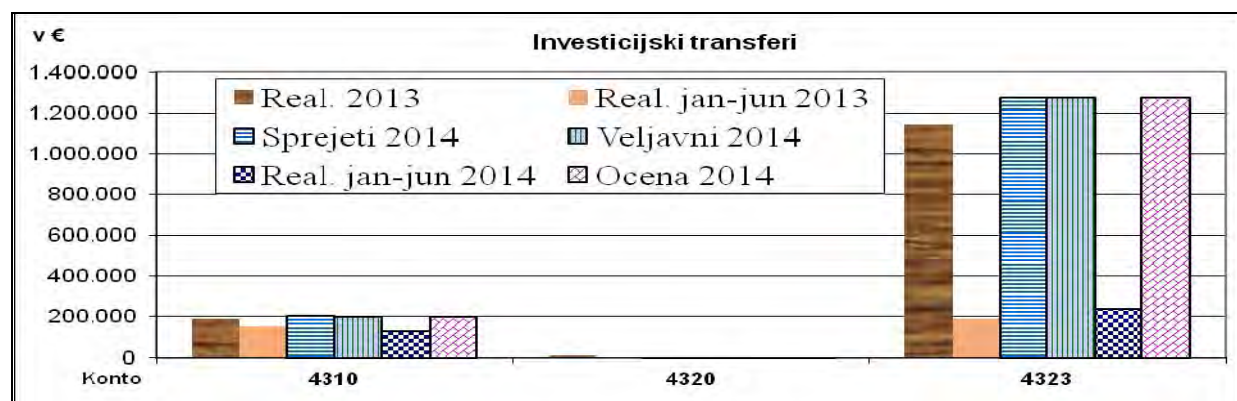 v €
Investicijski transferi
1.400.000
1.200.000
1.000.000
800.000
600.000
400.000
200.000
0
Real. 2013
Real. jan-jun 2013
Sprejeti 2014
Veljavni 2014
Real. jan-jun 2014
Ocena 2014
Konto
4310
4320
4323